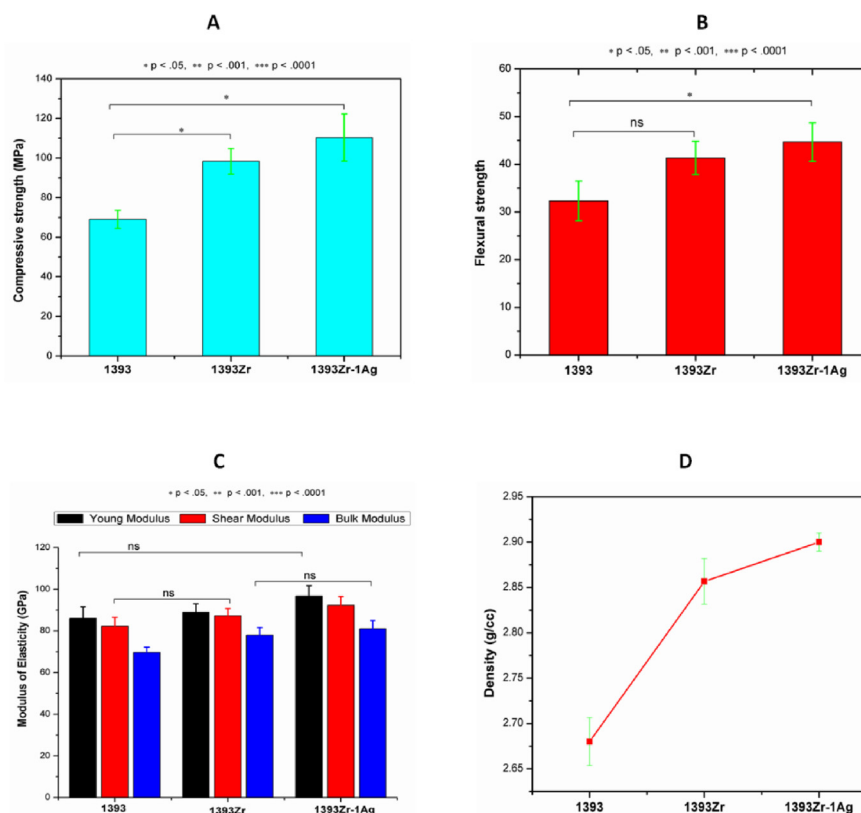 A
* p < .05, ** p < .001, *** p < .0001
Compressive strength (MPa)
140
120
100
80
60
40
20
0
*
*
1393
1393Zr
1393Zr-1Ag
B
* p < .05, ** p < .001, *** p < .0001
Flexural strength
60
50
40
30
20
10
0
*
ns
1393
1393Zr
1393Zr-1Ag
C
* p < .05, ** p < .001, *** p < .0001
Young Modulus Shear Modulus Bulk Modulus
Modulus of Elasticity (GPa)
120
100
80
60
40
20
0
ns
ns
ns
1393
1393Zr
1393Zr-1Ag
D
Density (g/cc)
2.95
2.90
2.85
2.80
2.75
2.70
2.65
1393
1393Zr
1393Zr-1Ag